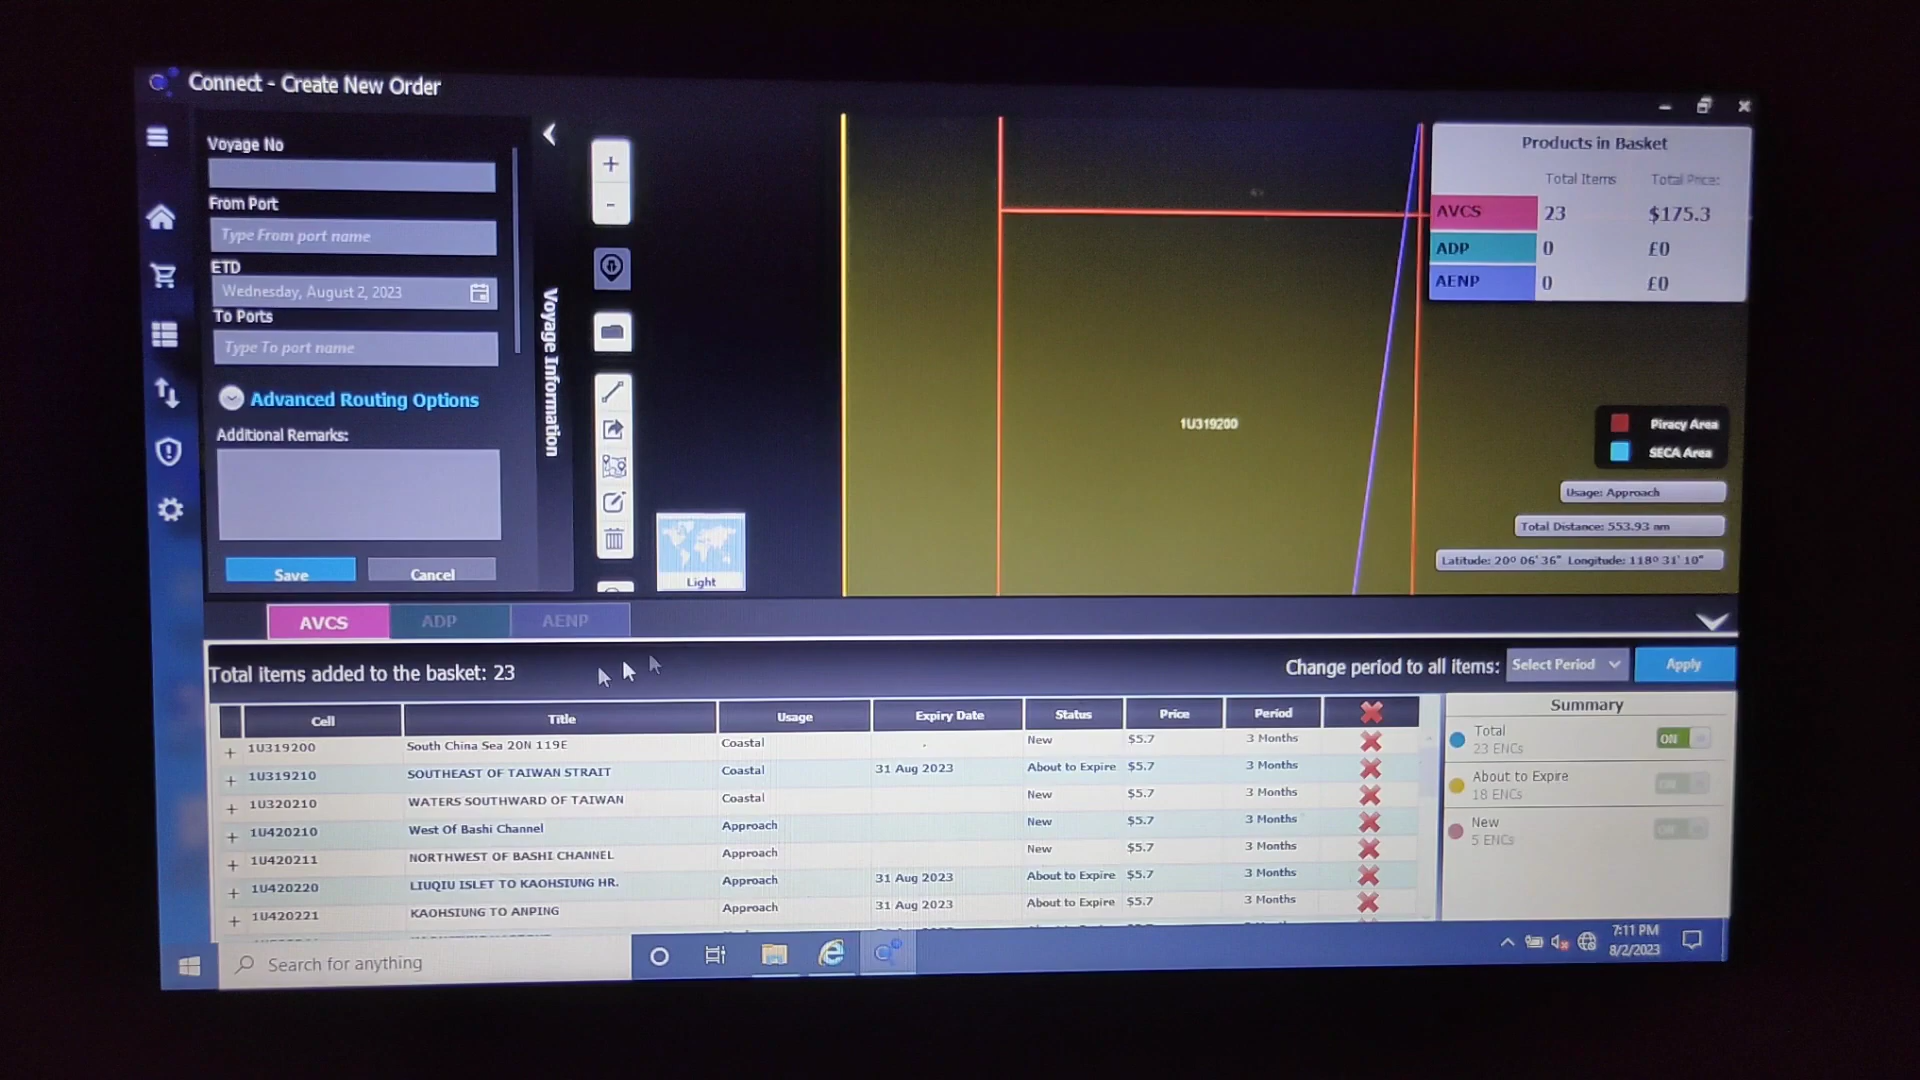 Connect - Create New Order
Voyage No
From Port
Type From port name
ETD
Wednesday, August 2, 2023
To Ports
Type To port name
Advanced Routing Options
Additional Remarks:
Save
Cancel
Voyage Information
+
-
Light
1U319200
Products in Basket
Total Items Total Price:
AVCS 23 $175.3
ADP 0 £0
AENP 0 £0
Piracy Area
SECA Area
Usage: Approach
Total Distance: 553.93 nm
Latitude: 20º 06' 36" Longitude: 118º 31' 10"
AVCS ADP AENP
Total items added to the basket: 23
Change period to all items: Select Period Apply
Cell Title Usage Expiry Date Status Price Period
+ 1U319200 South China Sea 20N 119E Coastal New $5.7 3 Months
+ 1U319210 SOUTHEAST OF TAIWAN STRAIT Coastal 31 Aug 2023 About to Expire $5.7 3 Months
+ 1U320210 WATERS SOUTHWARD OF TAIWAN Coastal New $5.7 3 Months
+ 1U420210 West Of Bashi Channel Approach New $5.7 3 Months
+ 1U420211 NORTHWEST OF BASHI CHANNEL Approach New $5.7 3 Months
+ 1U420220 LIUQIU ISLET TO KAOHSIUNG HR. Approach 31 Aug 2023 About to Expire $5.7 3 Months
+ 1U420221 KAOHSIUNG TO ANPING Approach 31 Aug 2023 About to Expire $5.7 3 Months
Summary
Total
23 ENCs
ON
About to Expire
18 ENCs
New
5 ENCs
Search for anything
7:11 PM
8/2/2023